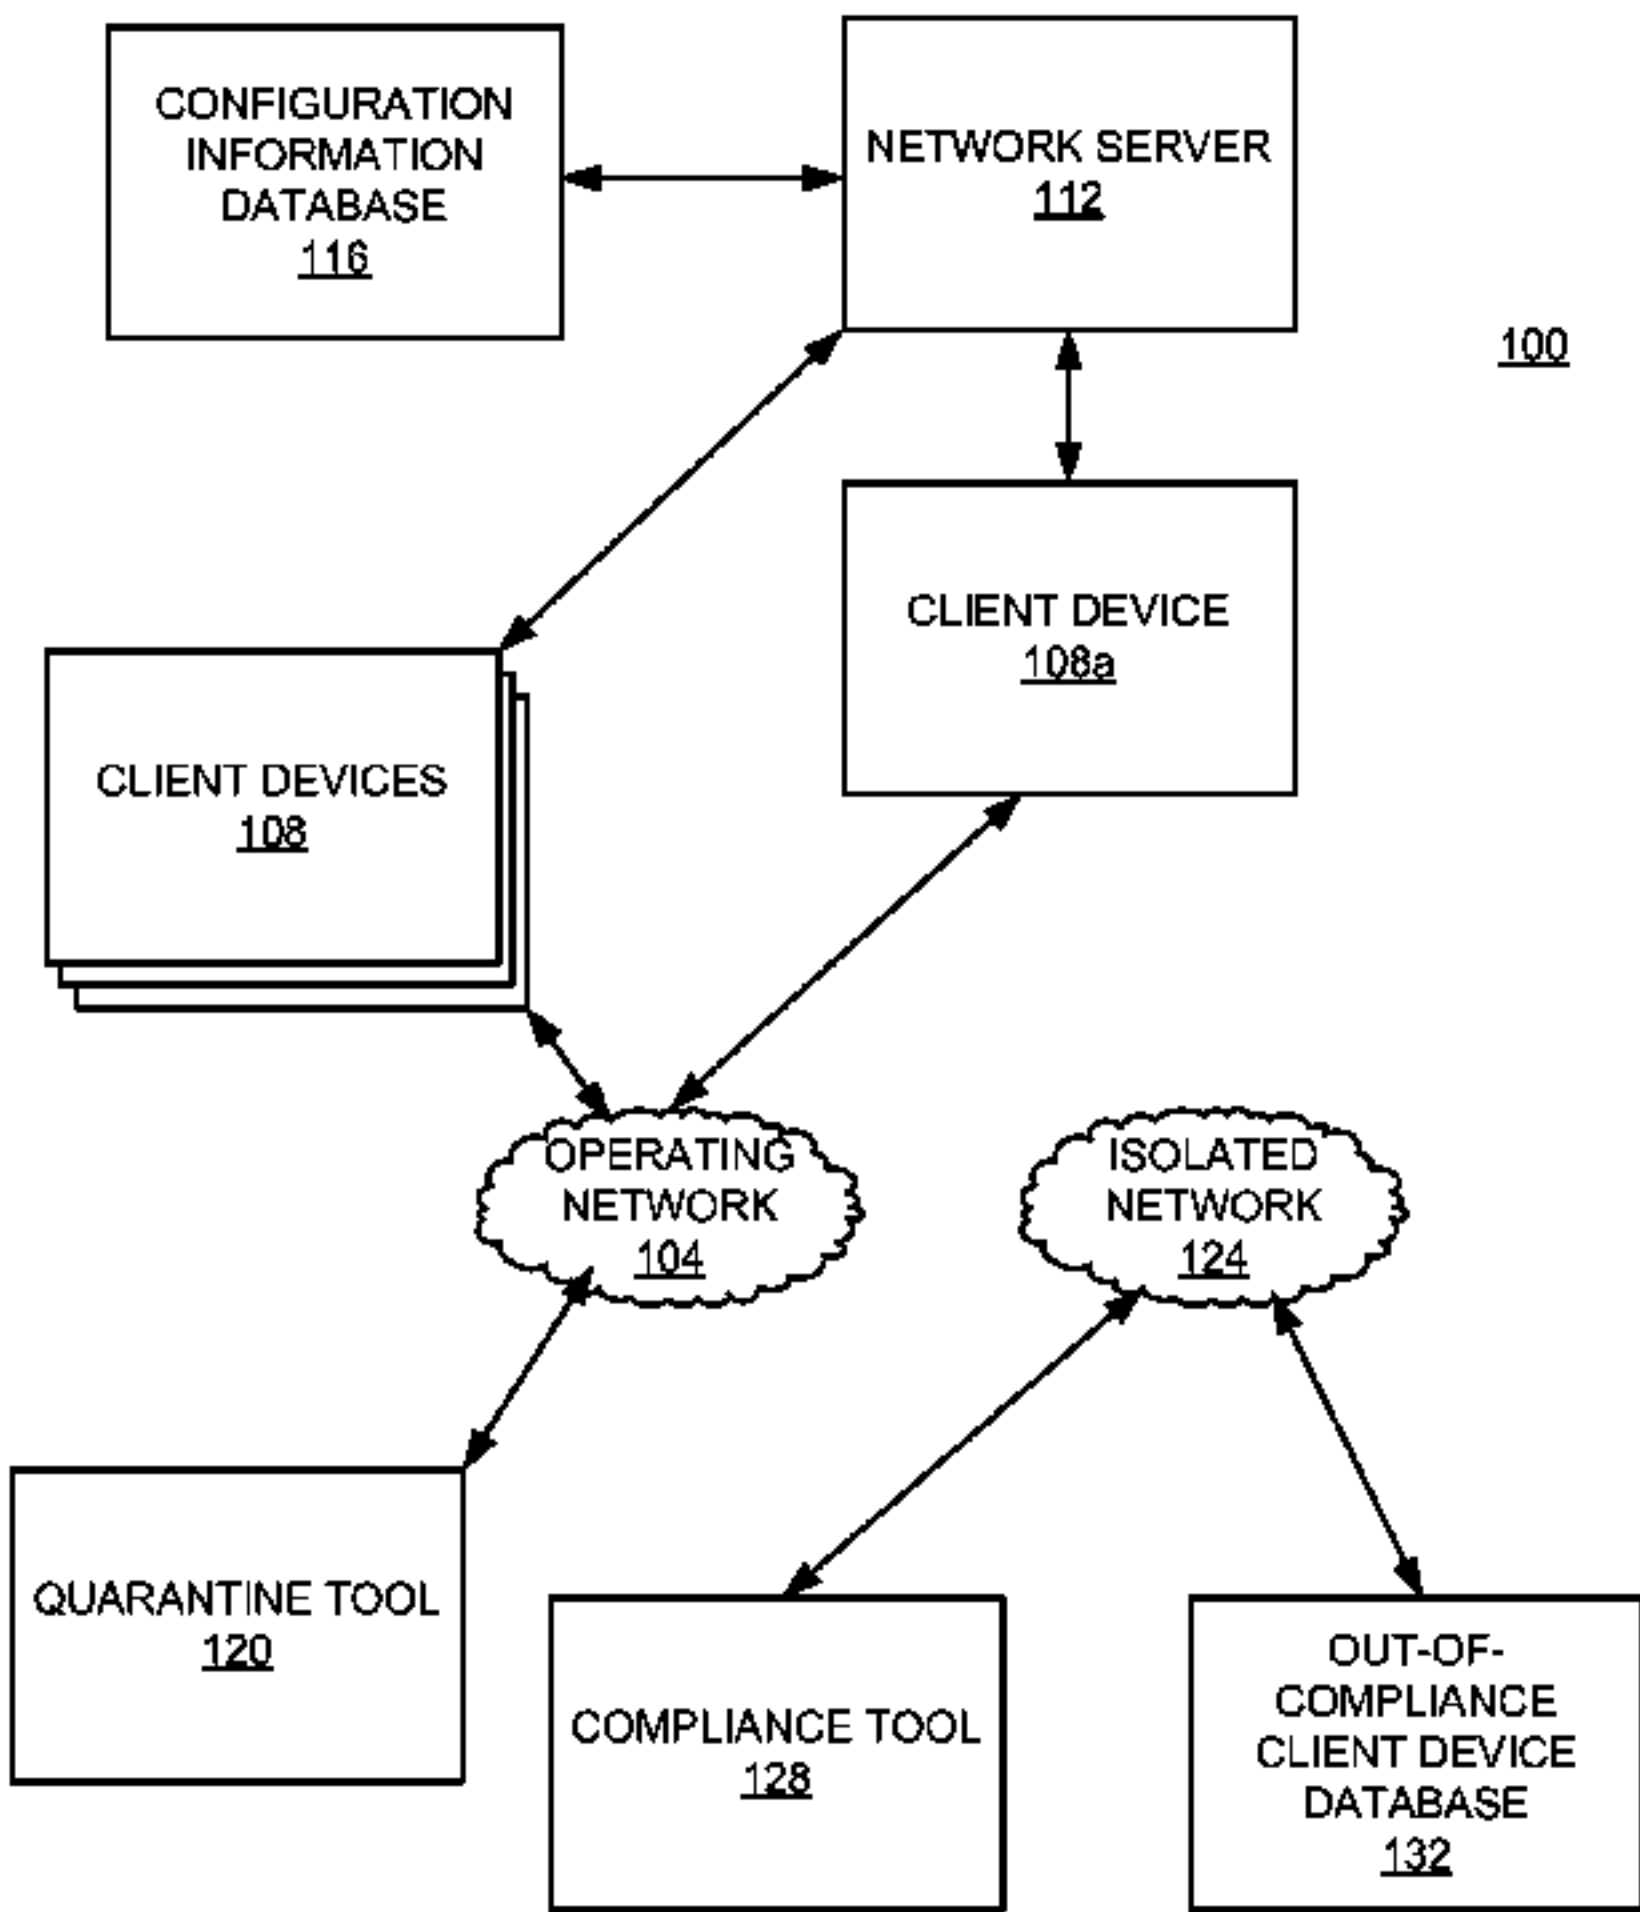 CONFIGURATION
INFORMATION
DATABASE
116
NETWORK SERVER
112
100
CLIENT DEVICE
108a
CLIENT DEVICES
108
OPERATING
NETWORK
104
ISOLATED
NETWORK
124
QUARANTINE TOOL
120
COMPLIANCE TOOL
128
OUT-OF-
COMPLIANCE
CLIENT DEVICE
DATABASE
132